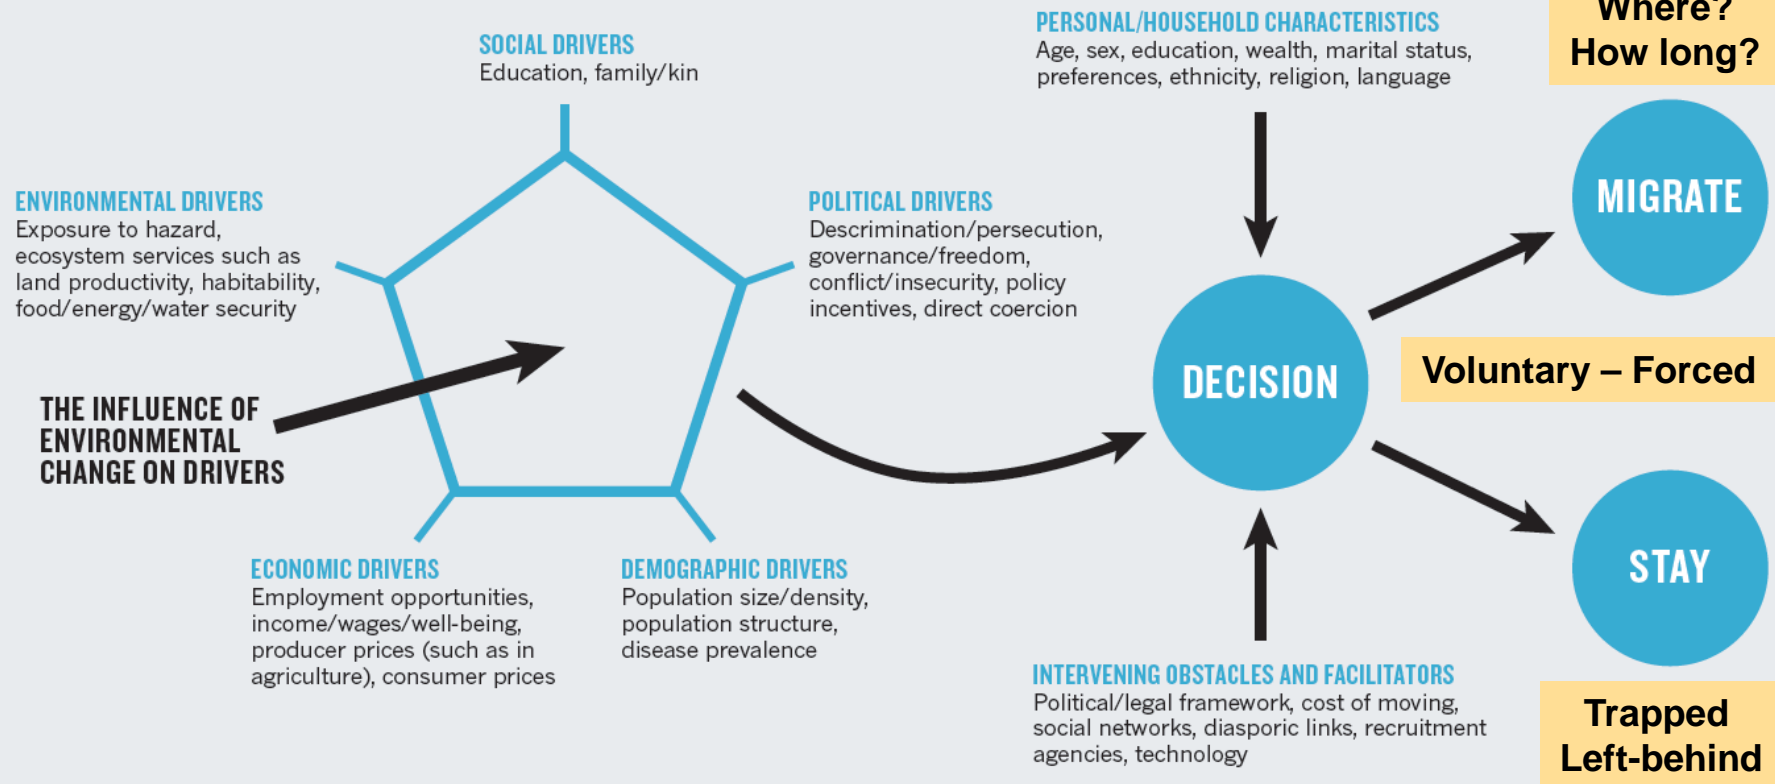 SOCIAL DRIVERS
Education, family/kin
ENVIRONMENTAL DRIVERS
Exposure to hazard,
ecosystem services such as
land productivity, habitability,
food/energy/water security
POLITICAL DRIVERS
Descrimination/persecution,
governance/freedom,
conflict/insecurity, policy
incentives, direct coercion
THE INFLUENCE OF
ENVIRONMENTAL
CHANGE ON DRIVERS
ECONOMIC DRIVERS
Employment opportunities,
income/wages/well-being,
producer prices (such as in
agriculture), consumer prices
DEMOGRAPHIC DRIVERS
Population size/density,
population structure,
disease prevalence
PERSONAL/HOUSEHOLD CHARACTERISTICS
Age, sex, education, wealth, marital status,
preferences, ethnicity, religion, language
DECISION
INTERVENING OBSTACLES AND FACILITATORS
Political/legal framework, cost of moving,
social networks, diasporic links, recruitment
agencies, technology
Where?
How long?
MIGRATE
Voluntary – Forced
STAY
Trapped
Left-behind